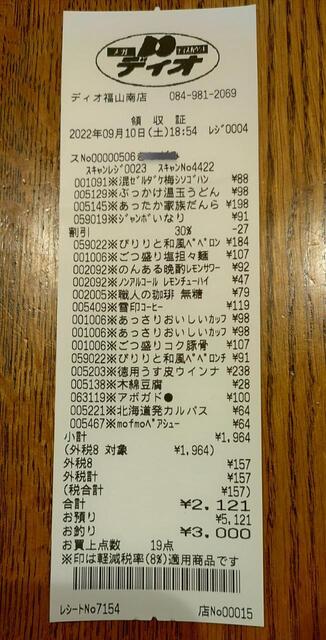 メガ ディスカウント
ディオ
ディオ福山南店 084-981-2069
領収証
2022年09月10日(土)18:54 レジ0004
スNo00000506
スキャンレジ0023 スキャンNo4422
001091※混ｾﾞﾙﾀﾞｹ梅ｼｿｺﾞﾊﾝ ¥88
005129※ぶっかけ温玉うどん ¥98
005145※あったか家族だんら ¥198
059019※ｼﾞｬﾝﾎﾞいなり ¥91
割引 30% -27
059022※ぴりりと和風ﾍﾟﾍﾟﾛﾝ ¥184
001006※ごつ盛り塩担々麺 ¥107
002092※のんある晩酌ﾚﾓﾝｻﾜｰ ¥92
002092※ﾉﾝｱﾙｺｰﾙ ﾚﾓﾝﾁｭｰﾊｲ ¥47
002005※職人の珈琲 無糖 ¥79
005409※雪印ｺｰﾋｰ ¥119
001006※あっさりおいしいｶｯﾌﾟ ¥98
001006※あっさりおいしいｶｯﾌﾟ ¥98
001006※ごつ盛りコク豚骨 ¥107
059022※ぴりりと和風ﾍﾟﾍﾟﾛﾝﾁ ¥91
005203※徳用うす皮ウインナ ¥238
005138※木綿豆腐 ¥28
063119※アボガド● ¥100
005221※北海道発カルパス ¥64
005467※mofmoﾍﾟｱｼｭｰ ¥64
小計 ¥1,964
(外税8 対象 ¥1,964)
外税8 ¥157
外税計 ¥157
(税合計 ¥157)
合計 ¥2,121
お預り ¥5,121
お釣り ¥3,000
お買上点数 19点
※印は軽減税率(8%)適用商品です
レシートNo7154 店No00015